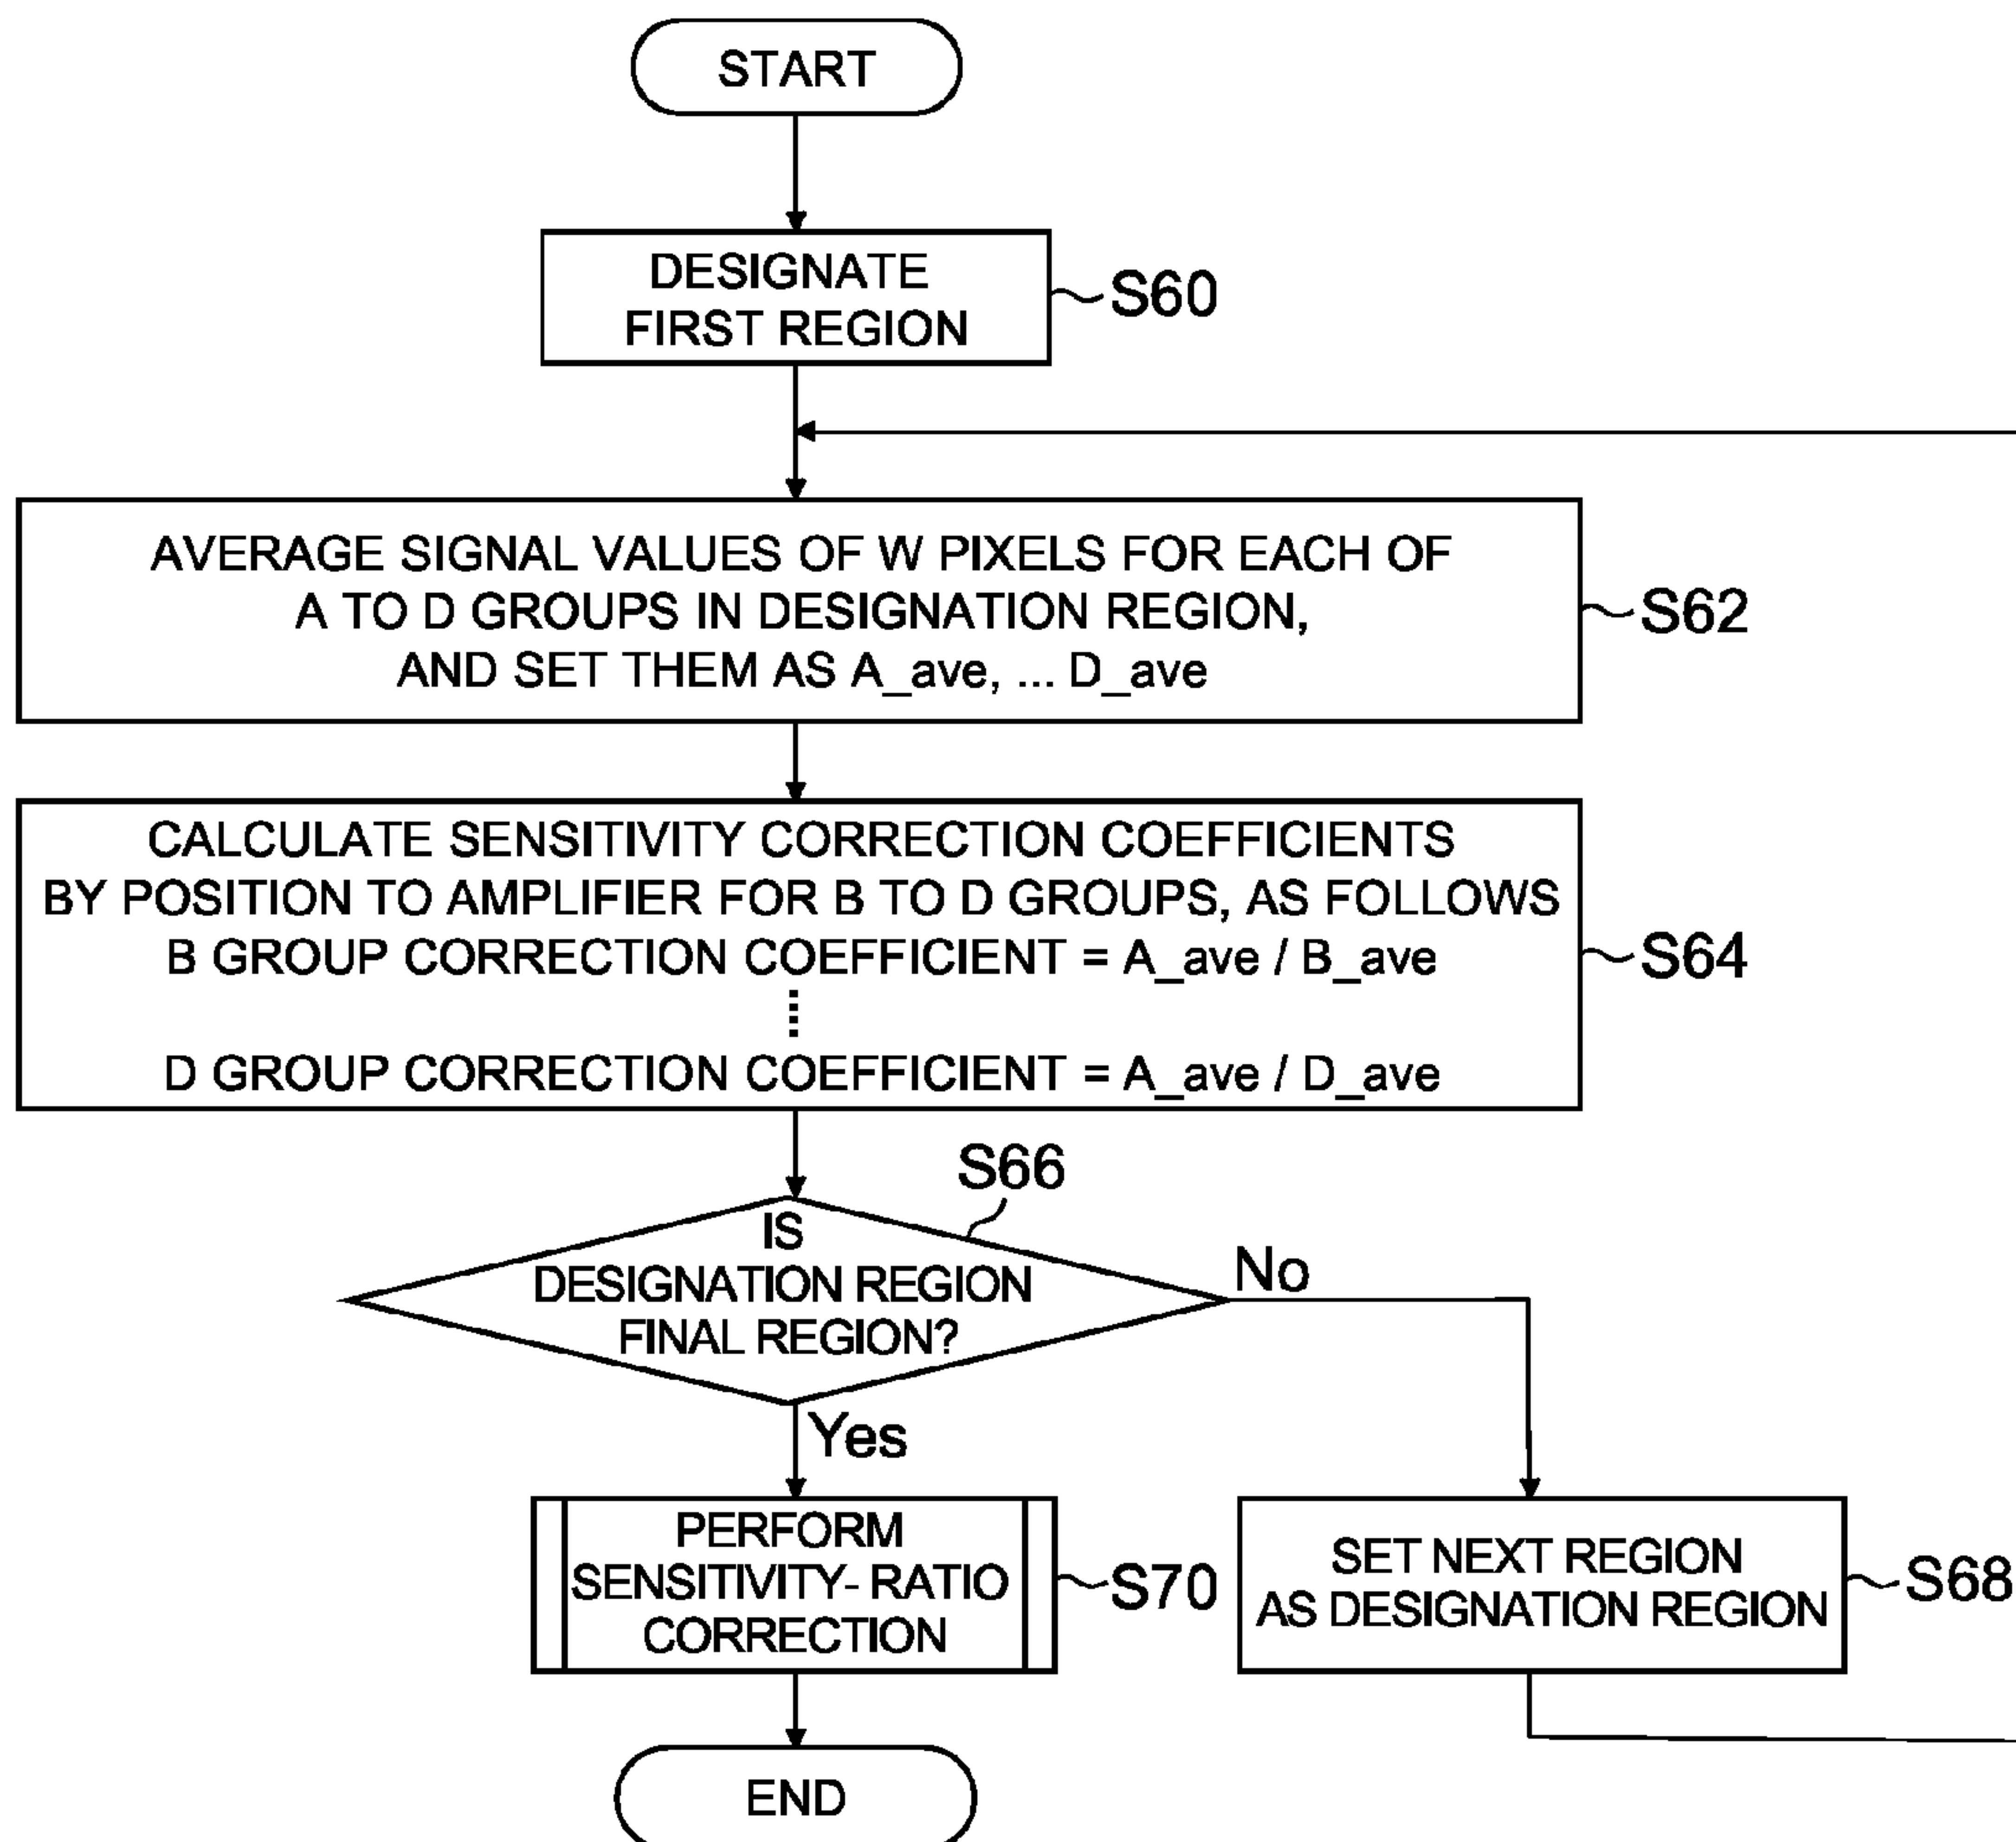 START
DESIGNATE
FIRST REGION
S60
AVERAGE SIGNAL VALUES OF W PIXELS FOR EACH OF
A TO D GROUPS IN DESIGNATION REGION,
AND SET THEM AS A_ave, ... D_ave
S62
CALCULATE SENSITIVITY CORRECTION COEFFICIENTS
BY POSITION TO AMPLIFIER FOR B TO D GROUPS, AS FOLLOWS
B GROUP CORRECTION COEFFICIENT = A_ave / B_ave
D GROUP CORRECTION COEFFICIENT = A_ave / D_ave
S64
S66
IS
DESIGNATION REGION
FINAL REGION?
No
Yes
PERFORM
SENSITIVITY- RATIO
CORRECTION
S70
SET NEXT REGION
AS DESIGNATION REGION
S68
END